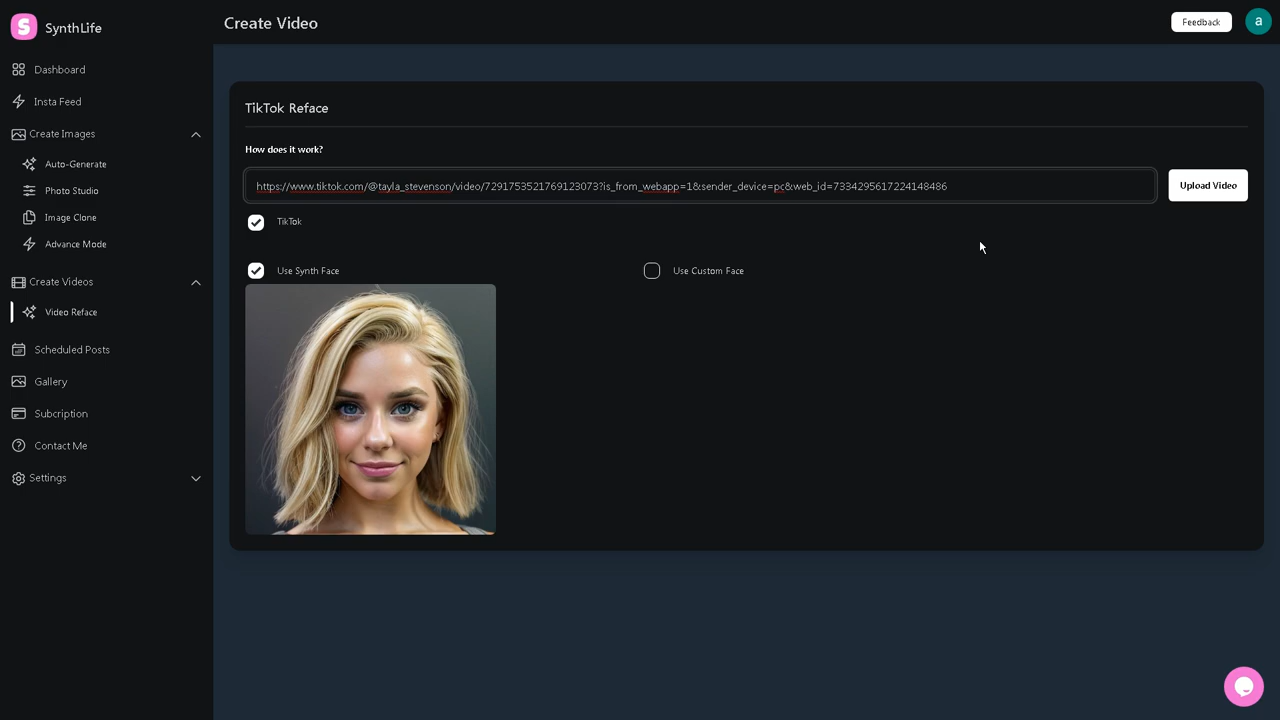 SynthLife
Create Video
Feedback
a
Dashboard
Insta Feed
Create Images
Auto-Generate
Photo Studio
Image Clone
Advance Mode
Create Videos
Video Reface
Scheduled Posts
Gallery
Subcription
Contact Me
Settings
TikTok Reface
How does it work?
https://www.tiktok.com/@tayla_stevenson/video/7291753521769123073?is_from_webapp=1&sender_device=pc&web_id=7334295617224148486
Upload Video
TikTok
Use Synth Face
Use Custom Face